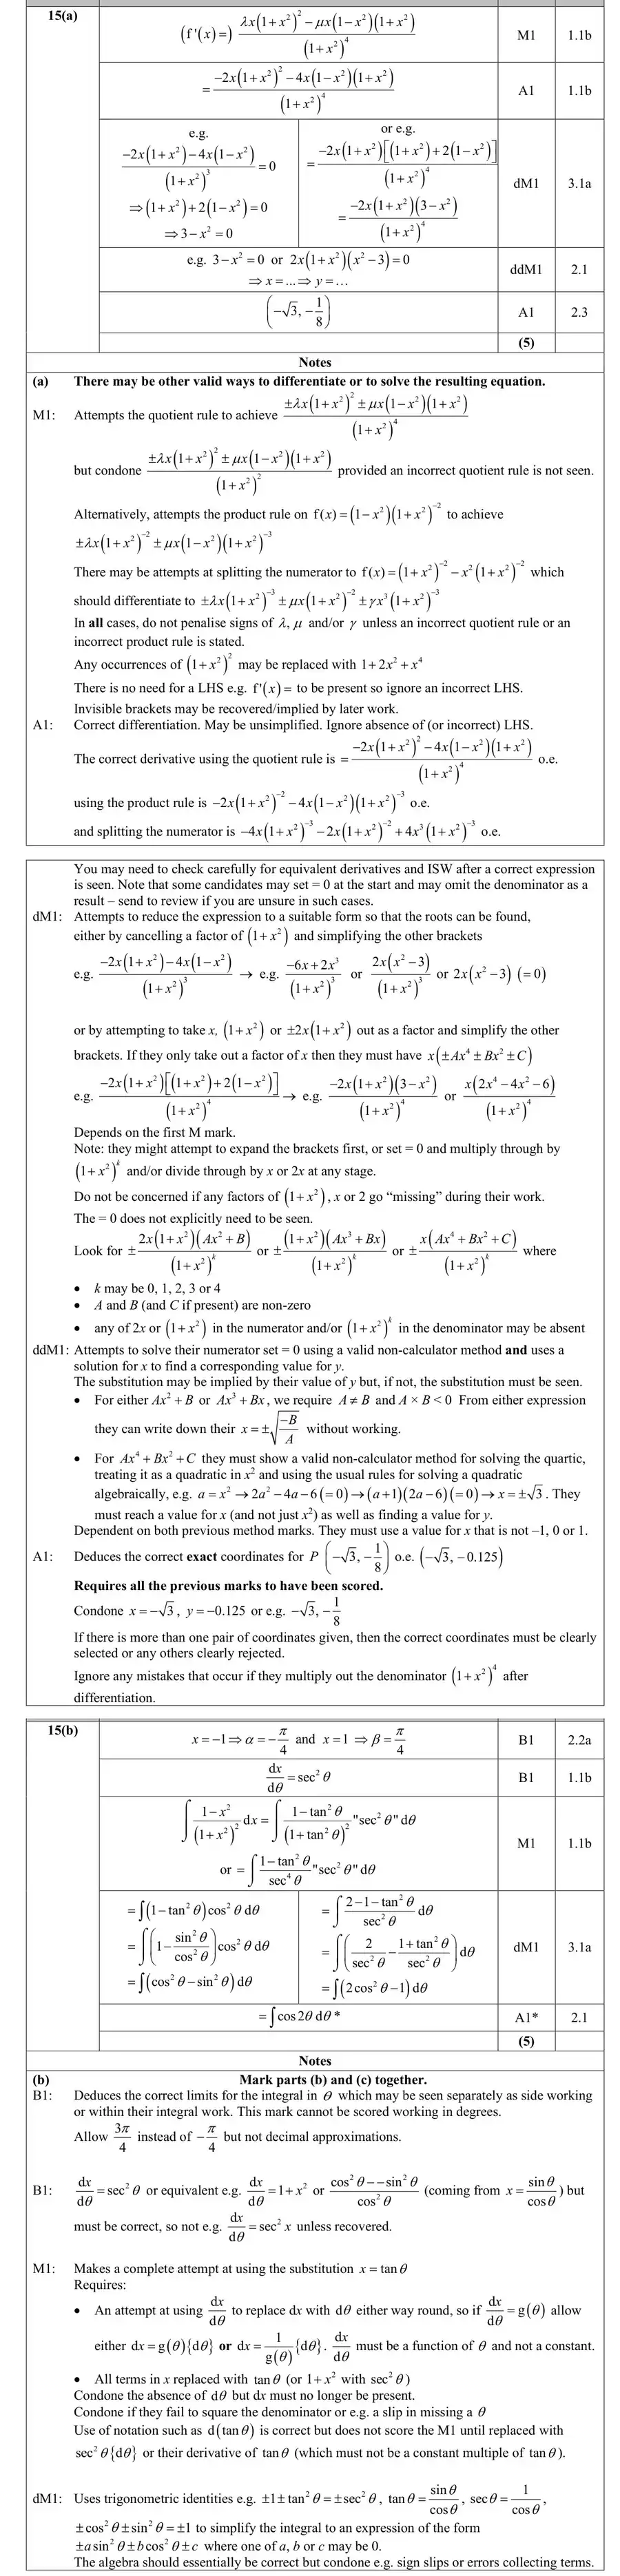 15(a)
(f'(x)=) λx(1+x²)²−μx(1−x²)(1+x²) / (1+x²)⁴
M1 1.1b
= −2x(1+x²)²−4x(1−x²)(1+x²) / (1+x²)⁴
A1 1.1b
e.g.
−2x(1+x²)−4x(1−x²) / (1+x²)³ = 0
⇒(1+x²)+2(1−x²)=0
⇒3−x²=0
or e.g.
= −2x(1+x²)[(1+x²)+2(1−x²)] / (1+x²)⁴
= −2x(1+x²)(3−x²) / (1+x²)⁴
dM1 3.1a
e.g. 3−x²=0 or 2x(1+x²)(x²−3)=0
⇒x=...⇒y=…
ddM1 2.1
(−√3, −1/8)
A1 2.3
(5)
Notes
(a) There may be other valid ways to differentiate or to solve the resulting equation.
M1: Attempts the quotient rule to achieve ±λx(1+x²)²±μx(1−x²)(1+x²) / (1+x²)⁴
but condone ±λx(1+x²)²±μx(1−x²)(1+x²) / (1+x²)² provided an incorrect quotient rule is not seen.
Alternatively, attempts the product rule on f(x)=(1−x²)(1+x²)⁻² to achieve
±λx(1+x²)⁻²±μx(1−x²)(1+x²)⁻³
There may be attempts at splitting the numerator to f(x)=(1+x²)⁻²−x²(1+x²)⁻² which
should differentiate to ±λx(1+x²)⁻³±μx(1+x²)⁻²±γx³(1+x²)⁻³
In all cases, do not penalise signs of λ, μ and/or γ unless an incorrect quotient rule or an
incorrect product rule is stated.
Any occurrences of (1+x²)² may be replaced with 1+2x²+x⁴
There is no need for a LHS e.g. f'(x)= to be present so ignore an incorrect LHS.
Invisible brackets may be recovered/implied by later work.
A1: Correct differentiation. May be unsimplified. Ignore absence of (or incorrect) LHS.
The correct derivative using the quotient rule is = −2x(1+x²)²−4x(1−x²)(1+x²) / (1+x²)⁴ o.e.
using the product rule is −2x(1+x²)⁻²−4x(1−x²)(1+x²)⁻³ o.e.
and splitting the numerator is −4x(1+x²)⁻³−2x(1+x²)⁻²+4x³(1+x²)⁻³ o.e.
You may need to check carefully for equivalent derivatives and ISW after a correct expression
is seen. Note that some candidates may set = 0 at the start and may omit the denominator as a
result – send to review if you are unsure in such cases.
dM1: Attempts to reduce the expression to a suitable form so that the roots can be found,
either by cancelling a factor of (1+x²) and simplifying the other brackets
e.g. −2x(1+x²)−4x(1−x²) / (1+x²)³ → e.g. −6x+2x³ / (1+x²)³ or 2x(x²−3) / (1+x²)³ or 2x(x²−3) (=0)
or by attempting to take x, (1+x²) or ±2x(1+x²) out as a factor and simplify the other
brackets. If they only take out a factor of x then they must have x(±Ax⁴±Bx²±C)
e.g. −2x(1+x²)[(1+x²)+2(1−x²)] / (1+x²)⁴ → e.g. −2x(1+x²)(3−x²) / (1+x²)⁴ or x(2x⁴−4x²−6) / (1+x²)⁴
Depends on the first M mark.
Note: they might attempt to expand the brackets first, or set = 0 and multiply through by
(1+x²)ᵏ and/or divide through by x or 2x at any stage.
Do not be concerned if any factors of (1+x²), x or 2 go “missing” during their work.
The = 0 does not explicitly need to be seen.
Look for ± 2x(1+x²)(Ax²+B) / (1+x²)ᵏ or ± (1+x²)(Ax³+Bx) / (1+x²)ᵏ or ± x(Ax⁴+Bx²+C) / (1+x²)ᵏ where
• k may be 0, 1, 2, 3 or 4
• A and B (and C if present) are non-zero
• any of 2x or (1+x²) in the numerator and/or (1+x²)ᵏ in the denominator may be absent
ddM1: Attempts to solve their numerator set = 0 using a valid non-calculator method and uses a
solution for x to find a corresponding value for y.
The substitution may be implied by their value of y but, if not, the substitution must be seen.
• For either Ax²+B or Ax³+Bx, we require A≠B and A×B<0 From either expression
they can write down their x=±√(−B/A) without working.
• For Ax⁴+Bx²+C they must show a valid non-calculator method for solving the quartic,
treating it as a quadratic in x² and using the usual rules for solving a quadratic
algebraically, e.g. a=x²→2a²−4a−6(=0)→(a+1)(2a−6)(=0)→x=±√3. They
must reach a value for x (and not just x²) as well as finding a value for y.
Dependent on both previous method marks. They must use a value for x that is not –1, 0 or 1.
A1: Deduces the correct exact coordinates for P (−√3, −1/8) o.e. (−√3, −0.125)
Requires all the previous marks to have been scored.
Condone x=−√3, y=−0.125 or e.g. −√3, −1/8
If there is more than one pair of coordinates given, then the correct coordinates must be clearly
selected or any others clearly rejected.
Ignore any mistakes that occur if they multiply out the denominator (1+x²)⁴ after
differentiation.
15(b)
x=−1⇒α=−π/4 and x=1⇒β=π/4
B1 2.2a
dx/dθ=sec²θ
B1 1.1b
∫ 1−x² / (1+x²)² dx = ∫ 1−tan²θ / (1+tan²θ)² "sec²θ"dθ
or = ∫ 1−tan²θ / sec⁴θ "sec²θ"dθ
M1 1.1b
=∫(1−tan²θ)cos²θ dθ
=∫(1−sin²θ/cos²θ)cos²θ dθ
=∫(cos²θ−sin²θ)dθ
=∫ 2−1−tan²θ / sec²θ dθ
=∫(2/sec²θ − 1+tan²θ / sec²θ)dθ
=∫(2cos²θ−1)dθ
dM1 3.1a
=∫cos2θ dθ *
A1* 2.1
(5)
Notes
(b) Mark parts (b) and (c) together.
B1: Deduces the correct limits for the integral in θ which may be seen separately as side working
or within their integral work. This mark cannot be scored working in degrees.
Allow 3π/4 instead of −π/4 but not decimal approximations.
B1: dx/dθ=sec²θ or equivalent e.g. dx/dθ=1+x² or cos²θ−−sin²θ / cos²θ (coming from x=sinθ/cosθ) but
must be correct, so not e.g. dx/dθ=sec²x unless recovered.
M1: Makes a complete attempt at using the substitution x=tanθ
Requires:
• An attempt at using dx/dθ to replace dx with dθ either way round, so if dx/dθ=g(θ) allow
either dx=g(θ){dθ} or dx=1/g(θ){dθ}. dx/dθ must be a function of θ and not a constant.
• All terms in x replaced with tanθ (or 1+x² with sec²θ)
Condone the absence of dθ but dx must no longer be present.
Condone if they fail to square the denominator or e.g. a slip in missing a θ
Use of notation such as d(tanθ) is correct but does not score the M1 until replaced with
sec²θ{dθ} or their derivative of tanθ (which must not be a constant multiple of tanθ).
dM1: Uses trigonometric identities e.g. ±1±tan²θ=±sec²θ, tanθ=sinθ/cosθ, secθ=1/cosθ,
±cos²θ±sin²θ=±1 to simplify the integral to an expression of the form
±asin²θ±bcos²θ±c where one of a, b or c may be 0.
The algebra should essentially be correct but condone e.g. sign slips or errors collecting terms.